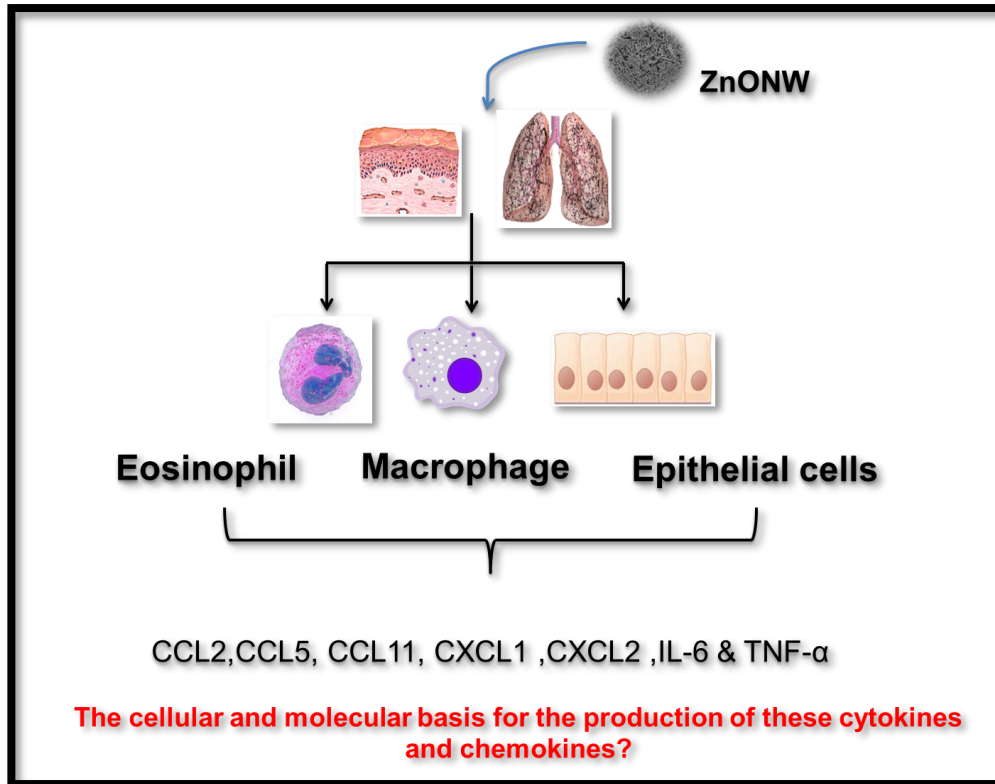 ZnONW
Eosinophil
Macrophage
Epithelial cells
CCL2,CCL5, CCL11, CXCL1 ,CXCL2 ,IL-6 & TNF-α
The cellular and molecular basis for the production of these cytokines
and chemokines?